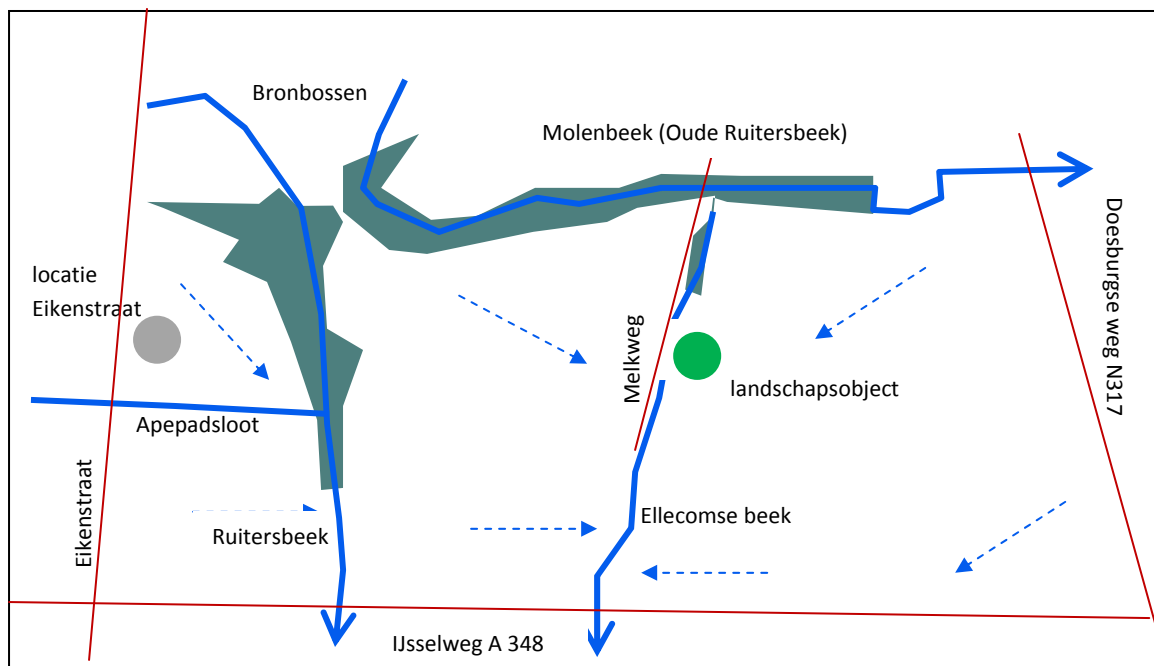 Bronbossen
Molenbeek (Oude Ruitersbeek)
locatie
Eikenstraat
Doesburgse weg N317
Melkweg
landschapsobject
Apepadsloot
Eikenstraat
Ruitersbeek
Ellecomse beek
IJsselweg A 348